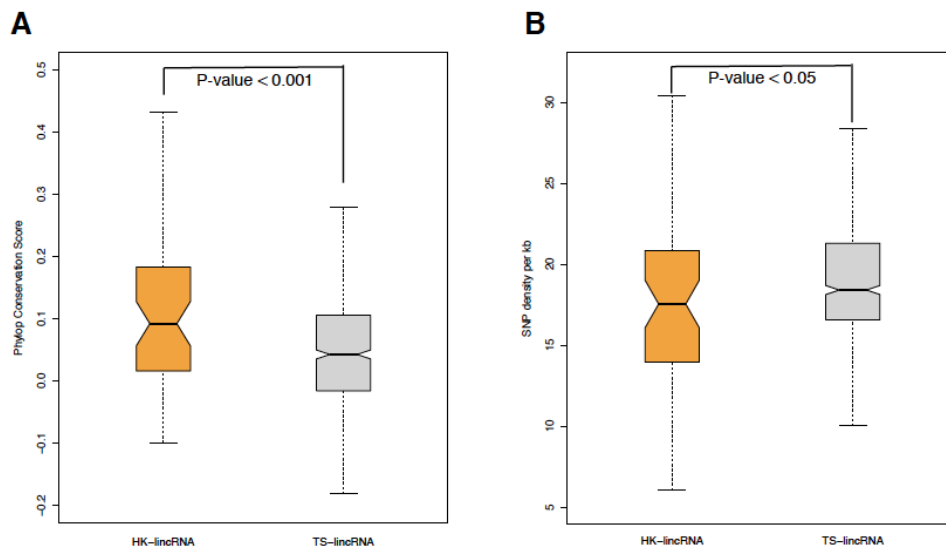 A
P-value < 0.001
Phylop Conservation Score
0.5
0.4
0.3
0.2
0.1
0.0
−0.1
−0.2
HK−lincRNA
TS−lincRNA
B
P-value < 0.05
SNP density per kb
30
25
20
15
10
5
HK−lincRNA
TS−lincRNA